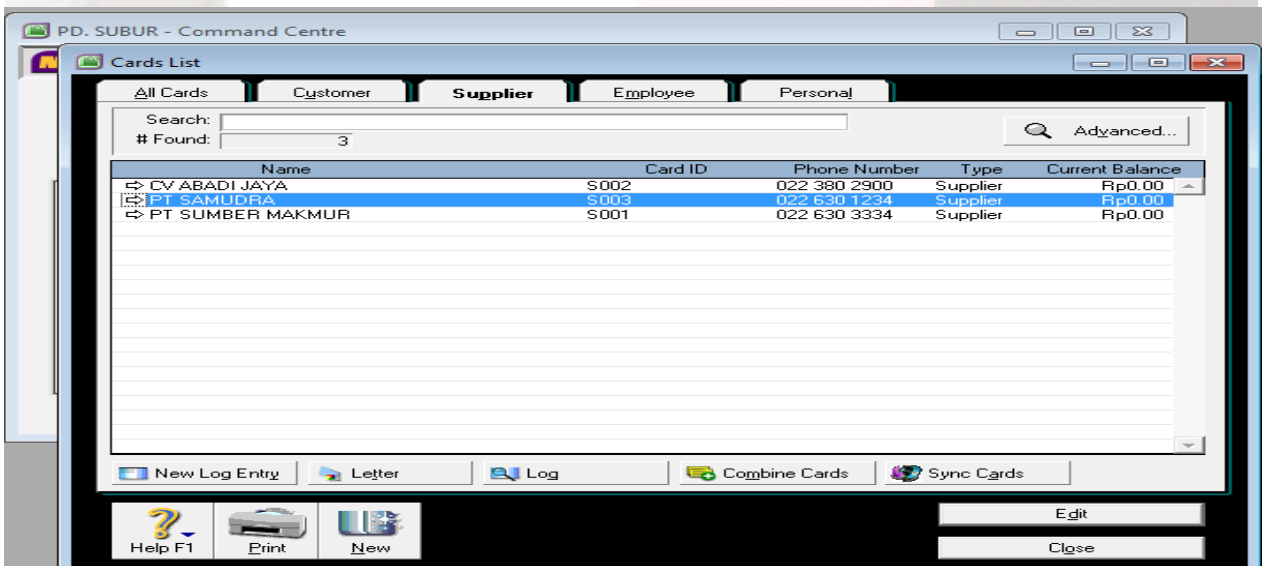 PD. SUBUR - Command Centre
Cards List
All Cards Customer Supplier Employee Personal
Search:
# Found: 3
Advanced...
Name Card ID Phone Number Type Current Balance
CV ABADI JAYA S002 022 380 2900 Supplier Rp0.00
PT SAMUDRA S003 022 630 1234 Supplier Rp0.00
PT SUMBER MAKMUR S001 022 630 3334 Supplier Rp0.00
New Log Entry Letter Log Combine Cards Sync Cards
Help F1 Print New
Edit
Close